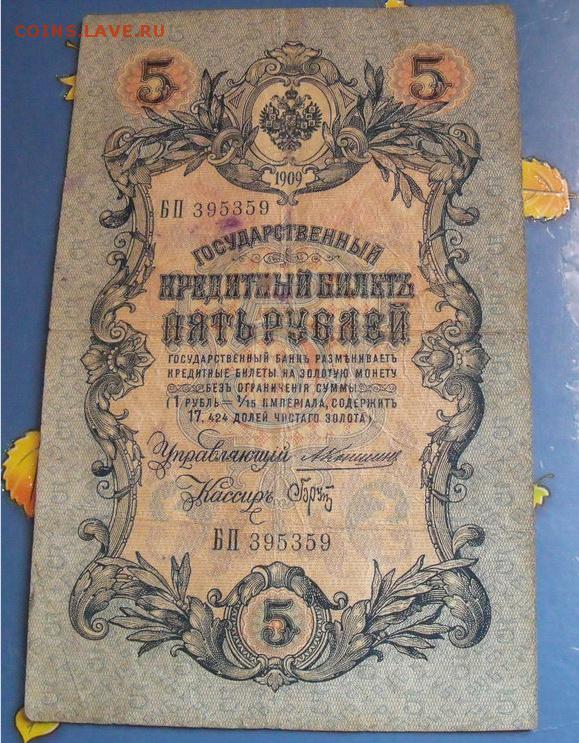 COINS.LAVE.RU
5 5
1909
БП 395359
ГОСУДАРСТВЕННЫЙ
КРЕДИТНЫЙ БИЛЕТЪ
ПЯТЬ РУБЛЕЙ
ГОСУДАРСТВЕННЫЙ БАНКЪ РАЗМѢНИВАЕТЪ
КРЕДИТНЫЕ БИЛЕТЫ НА ЗОЛОТУЮ МОНЕТУ
БЕЗЪ ОГРАНИЧЕНІЯ СУММЫ
(1 РУБЛЬ = 1/15 ИМПЕРІАЛА, СОДЕРЖИТЪ
17,424 ДОЛЕЙ ЧИСТАГО ЗОЛОТА)
Управляющій
Кассиръ
БП 395359
5